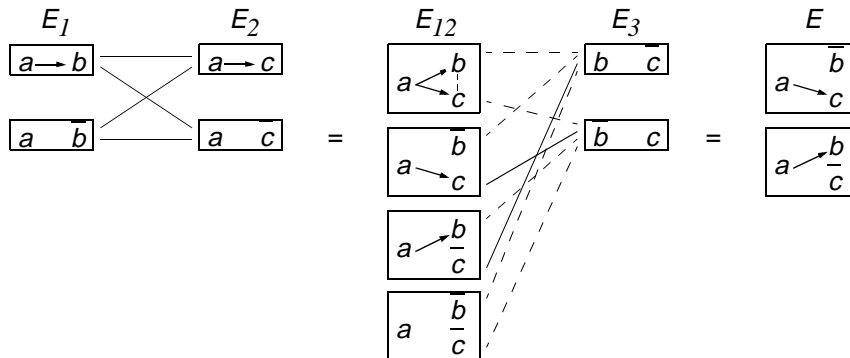 E1 E2 E12 E3 E
a b a c a b c b c̅ a b̅ c
a b̅ a c̅ = a b̅ c b̅ c = a b c̅
a b c̅
a b̅ c̅